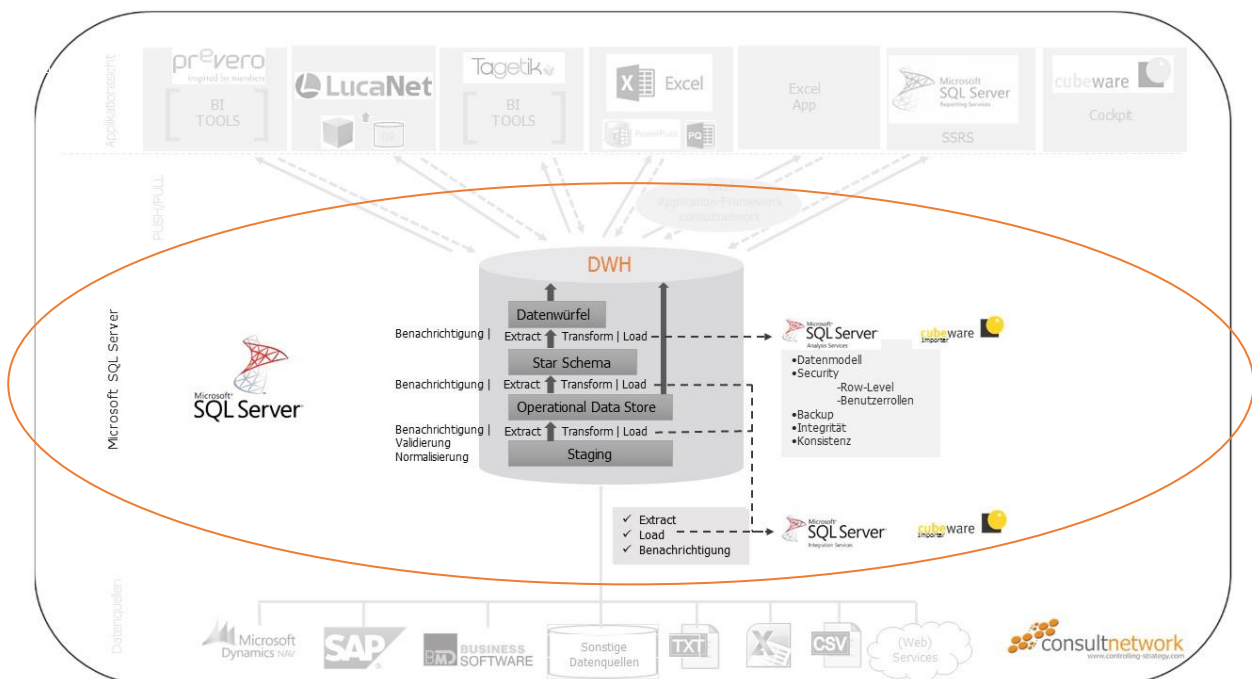 Applikationssicht
prevero
inspired by numbers
BI
TOOLS
LucaNet
DB
Tagetik
BI
TOOLS
Excel
PowerPivot
PQ
Excel
App
Microsoft
SQL Server
Reporting Services
SSRS
cubeware
Cockpit
PUSH/PULL
Application-Framework
consultnetwork
Microsoft SQL Server
Microsoft
SQL Server
DWH
Datenwürfel
Benachrichtigung | Extract Transform | Load
Star Schema
Benachrichtigung | Extract Transform | Load
Operational Data Store
Benachrichtigung | Extract Transform | Load
Validierung
Normalisierung
Staging
Microsoft
SQL Server
Analysis Services
cubeware
Importer
•Datenmodell
•Security
-Row-Level
-Benutzerrollen
•Backup
•Integrität
•Konsistenz
✓ Extract
✓ Load
✓ Benachrichtigung
Microsoft
SQL Server
Integration Services
cubeware
Importer
Datenquellen
Microsoft
Dynamics NAV
SAP
BMD BUSINESS
SOFTWARE
Sonstige
Datenquellen
TXT
X
CSV
(Web)
Services
consultnetwork
www.controlling-strategy.com